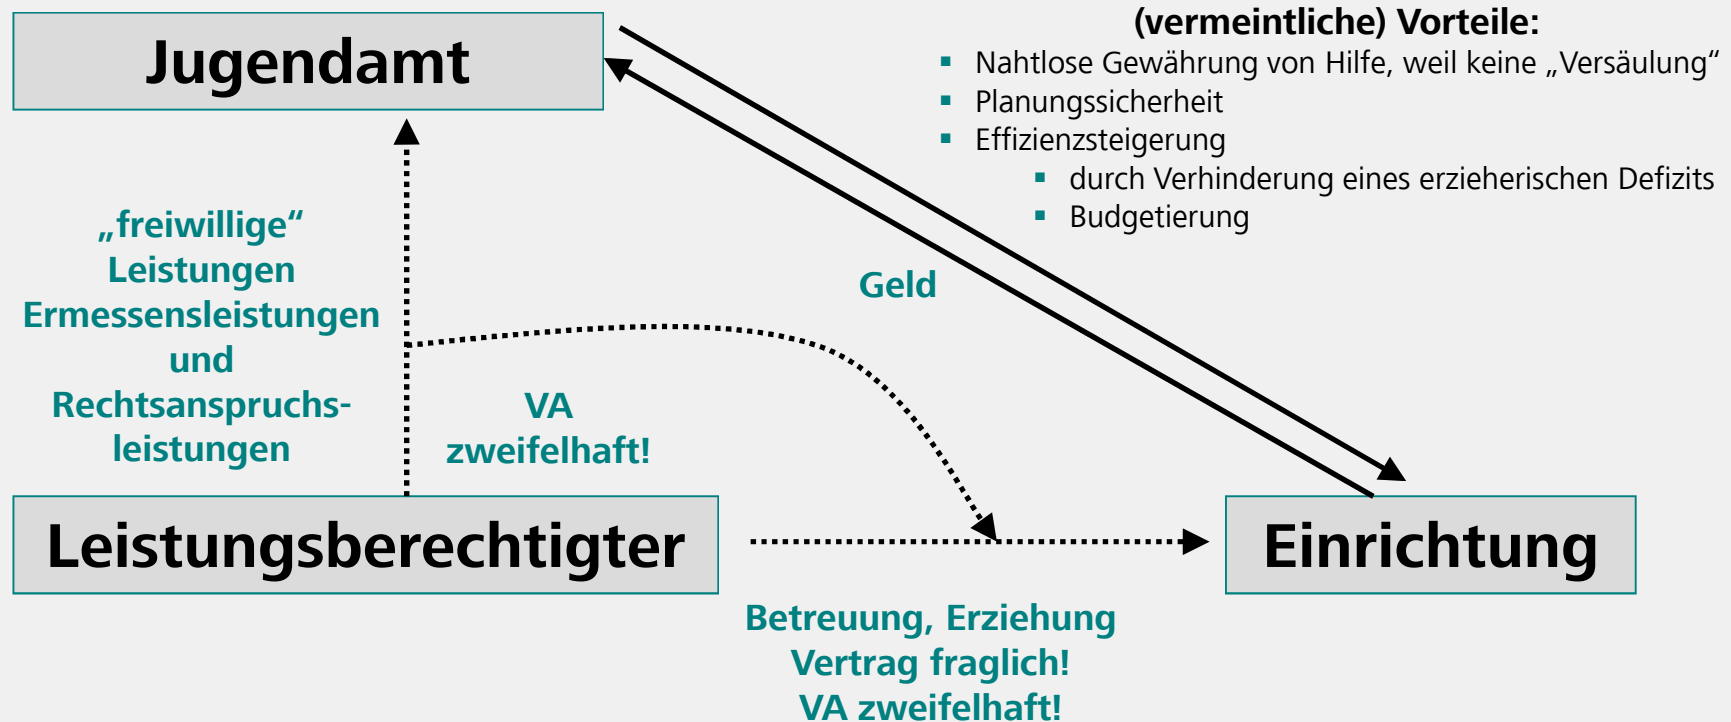 Jugendamt
(vermeintliche) Vorteile:
▪ Nahtlose Gewährung von Hilfe, weil keine „Versäulung“
▪ Planungssicherheit
▪ Effizienzsteigerung
▪ durch Verhinderung eines erzieherischen Defizits
▪ Budgetierung
„freiwillige“
Leistungen
Ermessensleistungen
und
Rechtsanspruchs-
leistungen
Geld
VA
zweifelhaft!
Leistungsberechtigter
Einrichtung
Betreuung, Erziehung
Vertrag fraglich!
VA zweifelhaft!